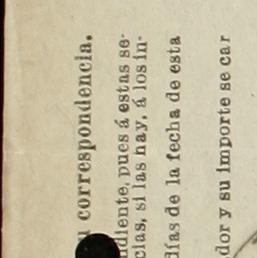 u correspondencia.
diente, pues á estas se-
cias, si las hay, á los in-
días de la fecha de esta
dor y su importe se car